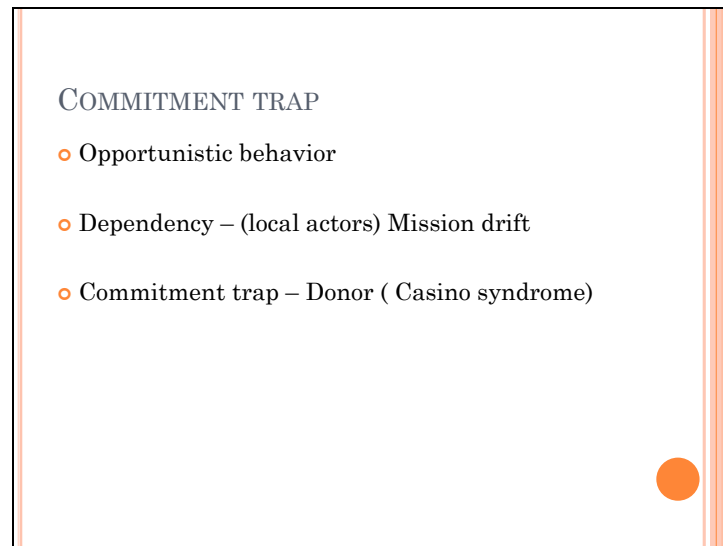 COMMITMENT TRAP
Opportunistic behavior
Dependency – (local actors) Mission drift
Commitment trap – Donor ( Casino syndrome)